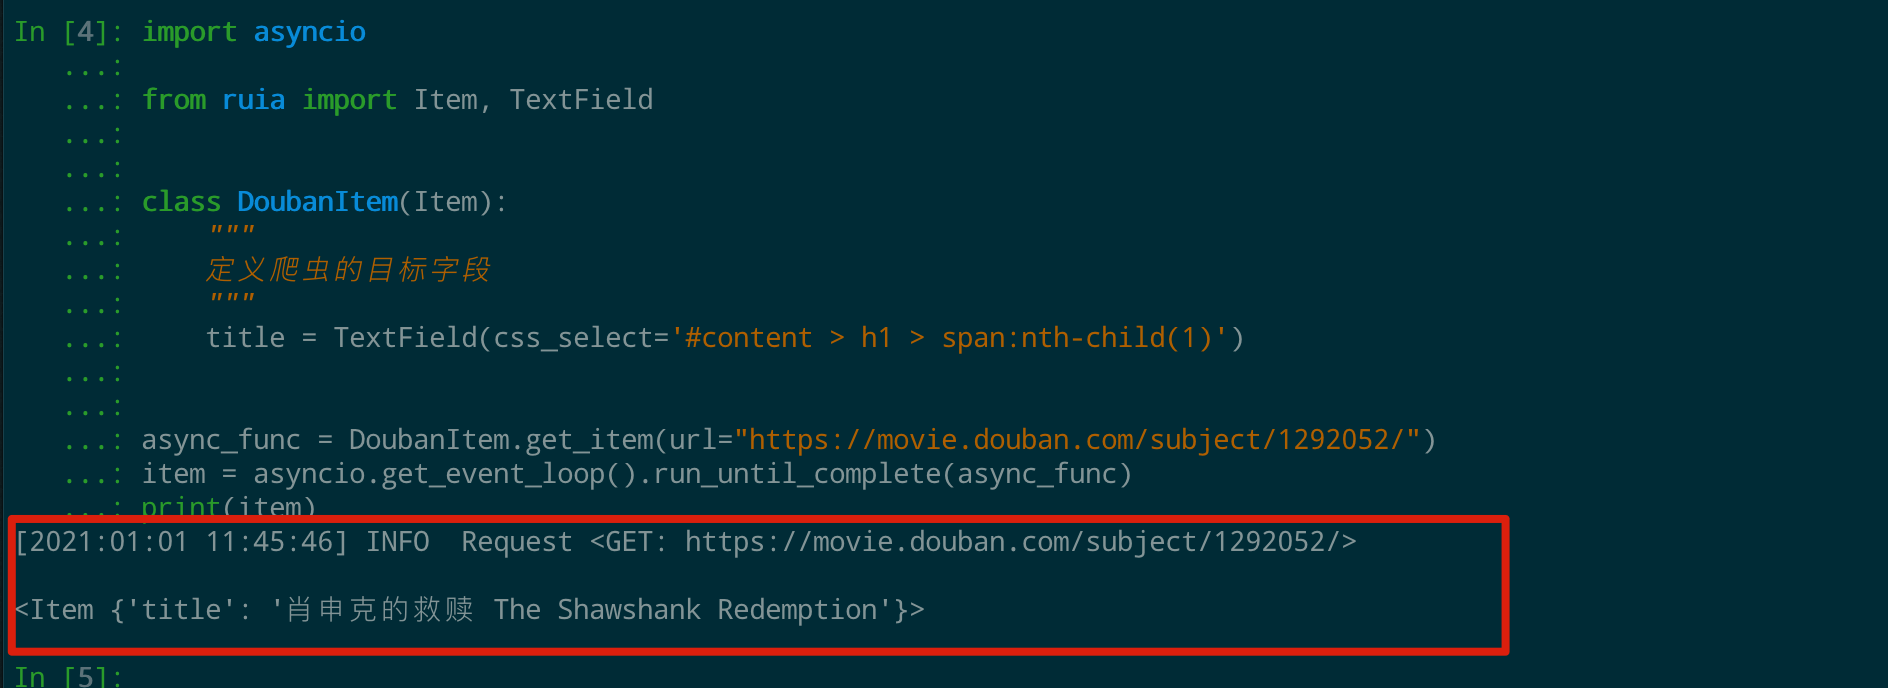 In [4]: import asyncio
...:
...: from ruia import Item, TextField
...:
...:
...: class DoubanItem(Item):
...:     """
...:     定义爬虫的目标字段
...:     """
...:     title = TextField(css_select='#content > h1 > span:nth-child(1)')
...:
...:
...: async_func = DoubanItem.get_item(url="https://movie.douban.com/subject/1292052/")
...: item = asyncio.get_event_loop().run_until_complete(async_func)
...: print(item)
[2021:01:01 11:45:46] INFO  Request <GET: https://movie.douban.com/subject/1292052/>
<Item {'title': '肖申克的救赎 The Shawshank Redemption'}>
In [5]: